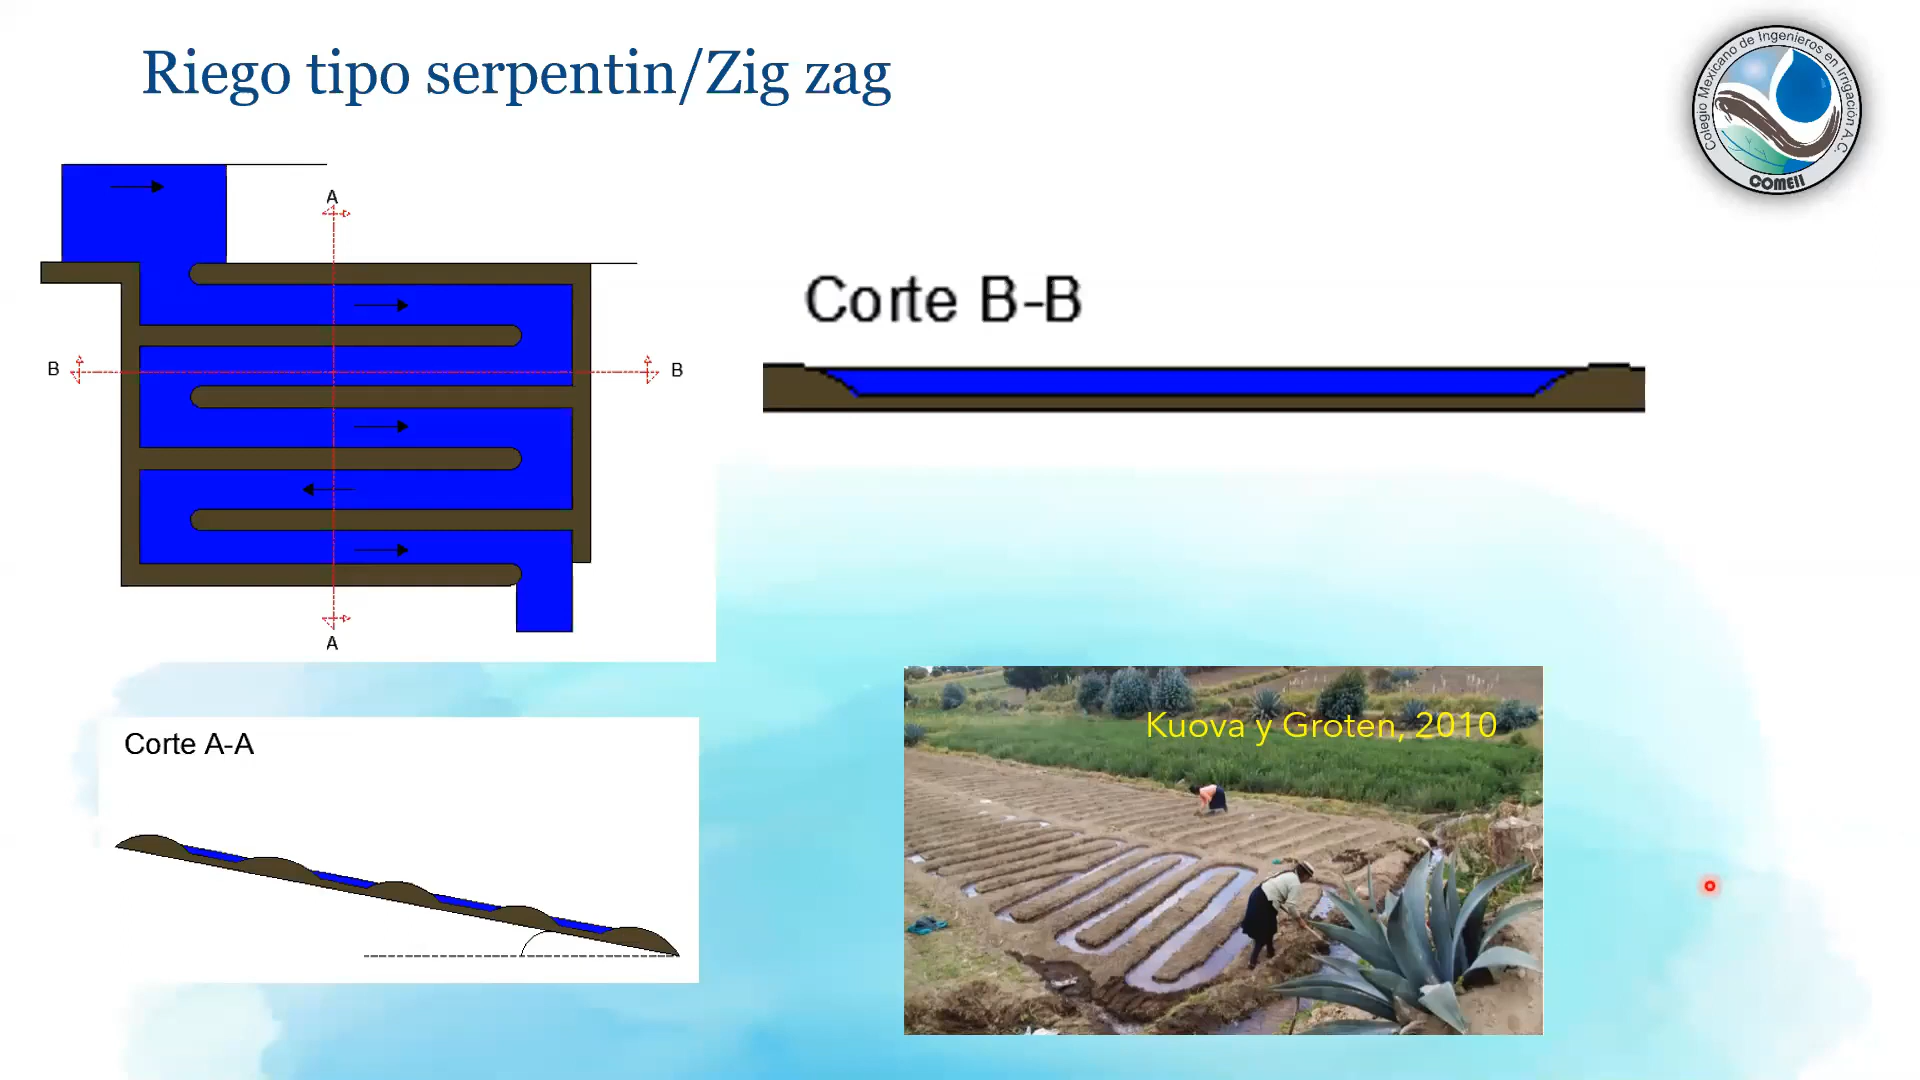 Riego tipo serpentin/Zig zag
Colegio Mexicano de Ingenieros en Irrigación A.C.
COMEII
A
B
B
A
Corte B-B
Corte A-A
Kuova y Groten, 2010